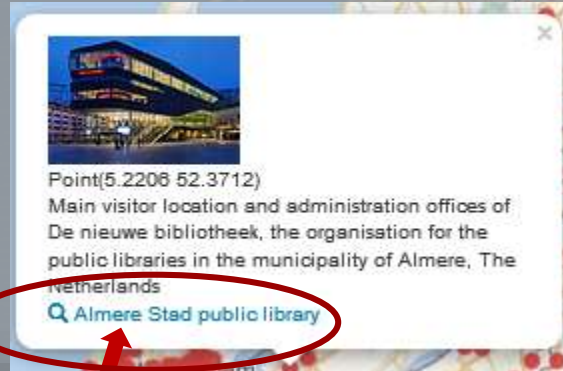 Point(5.2206 52.3712)
Main visitor location and administration offices of
De nieuwe bibliotheek, the organisation for the
public libraries in the municipality of Almere, The
Netherlands
Almere Stad public library